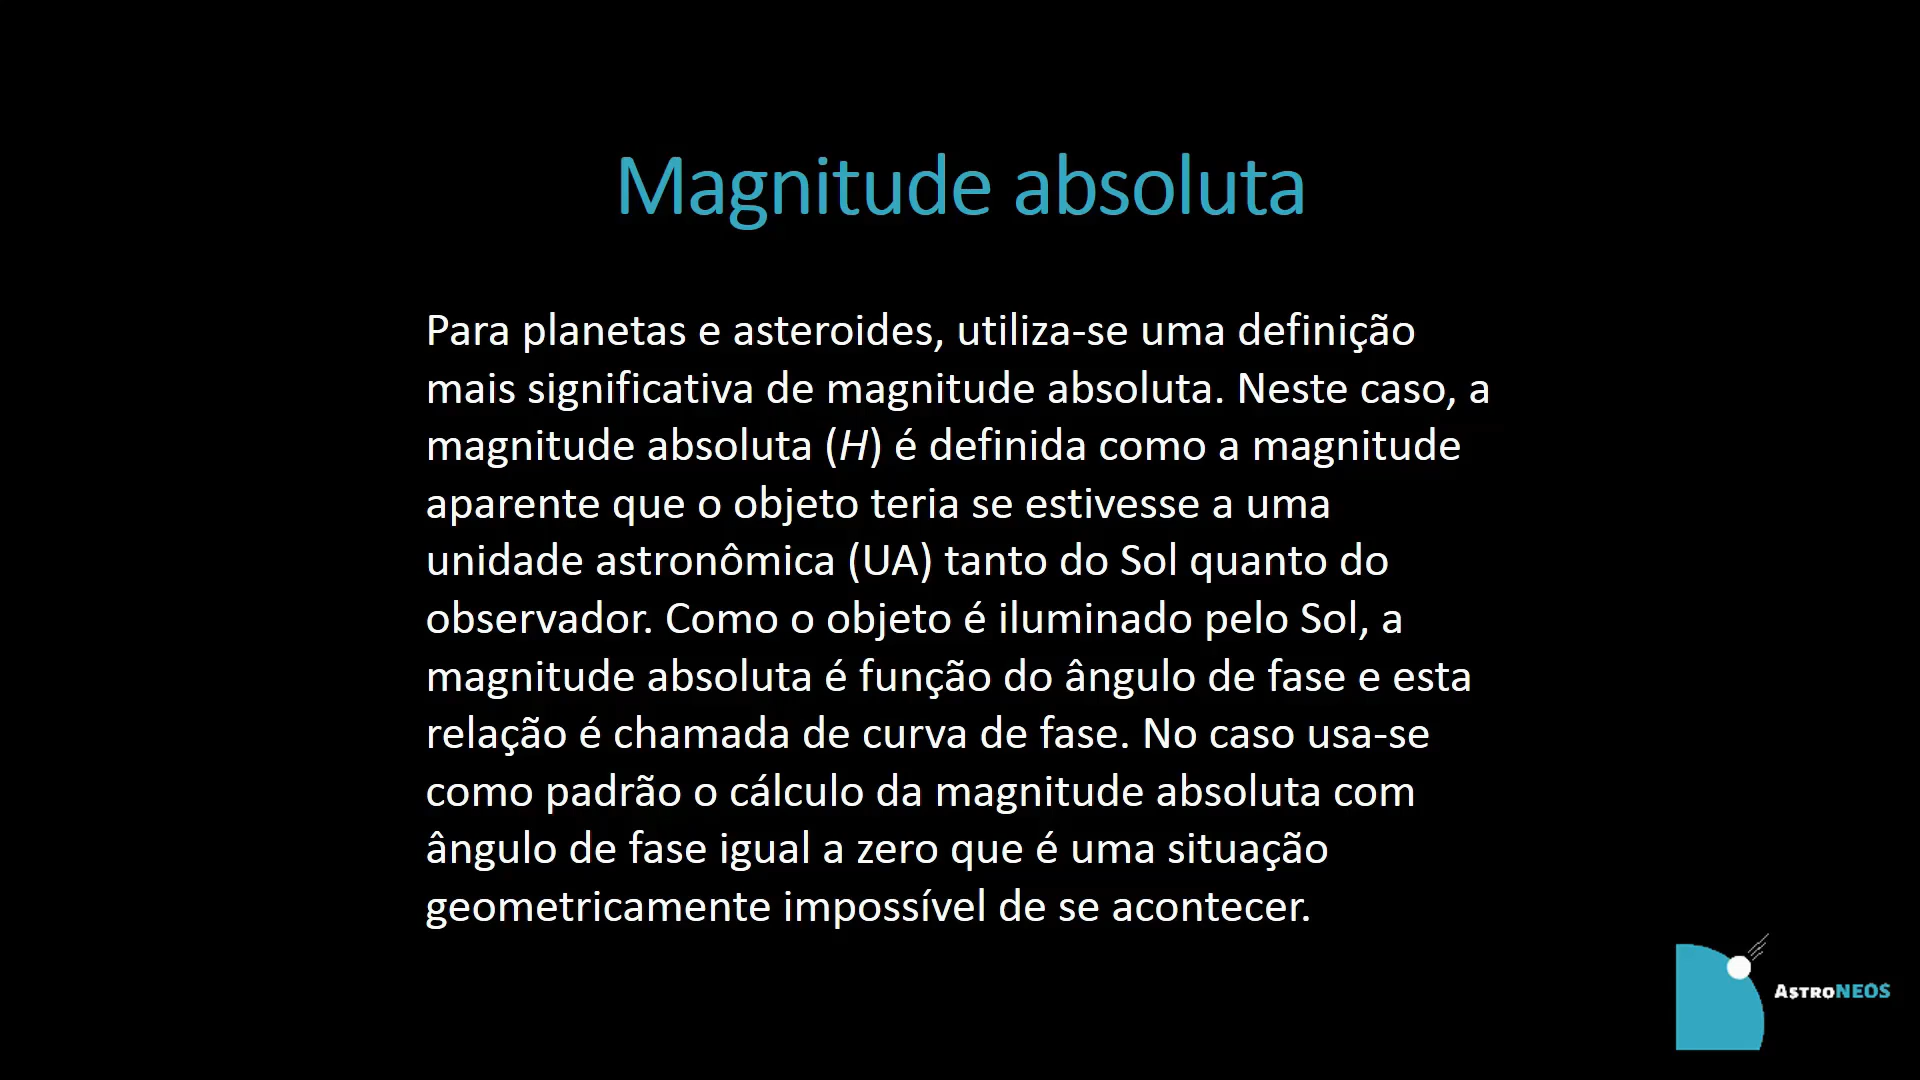 Magnitude absoluta
Para planetas e asteroides, utiliza-se uma definição
mais significativa de magnitude absoluta. Neste caso, a
magnitude absoluta (H) é definida como a magnitude
aparente que o objeto teria se estivesse a uma
unidade astronômica (UA) tanto do Sol quanto do
observador. Como o objeto é iluminado pelo Sol, a
magnitude absoluta é função do ângulo de fase e esta
relação é chamada de curva de fase. No caso usa-se
como padrão o cálculo da magnitude absoluta com
ângulo de fase igual a zero que é uma situação
geometricamente impossível de se acontecer.
ASTRONEOS